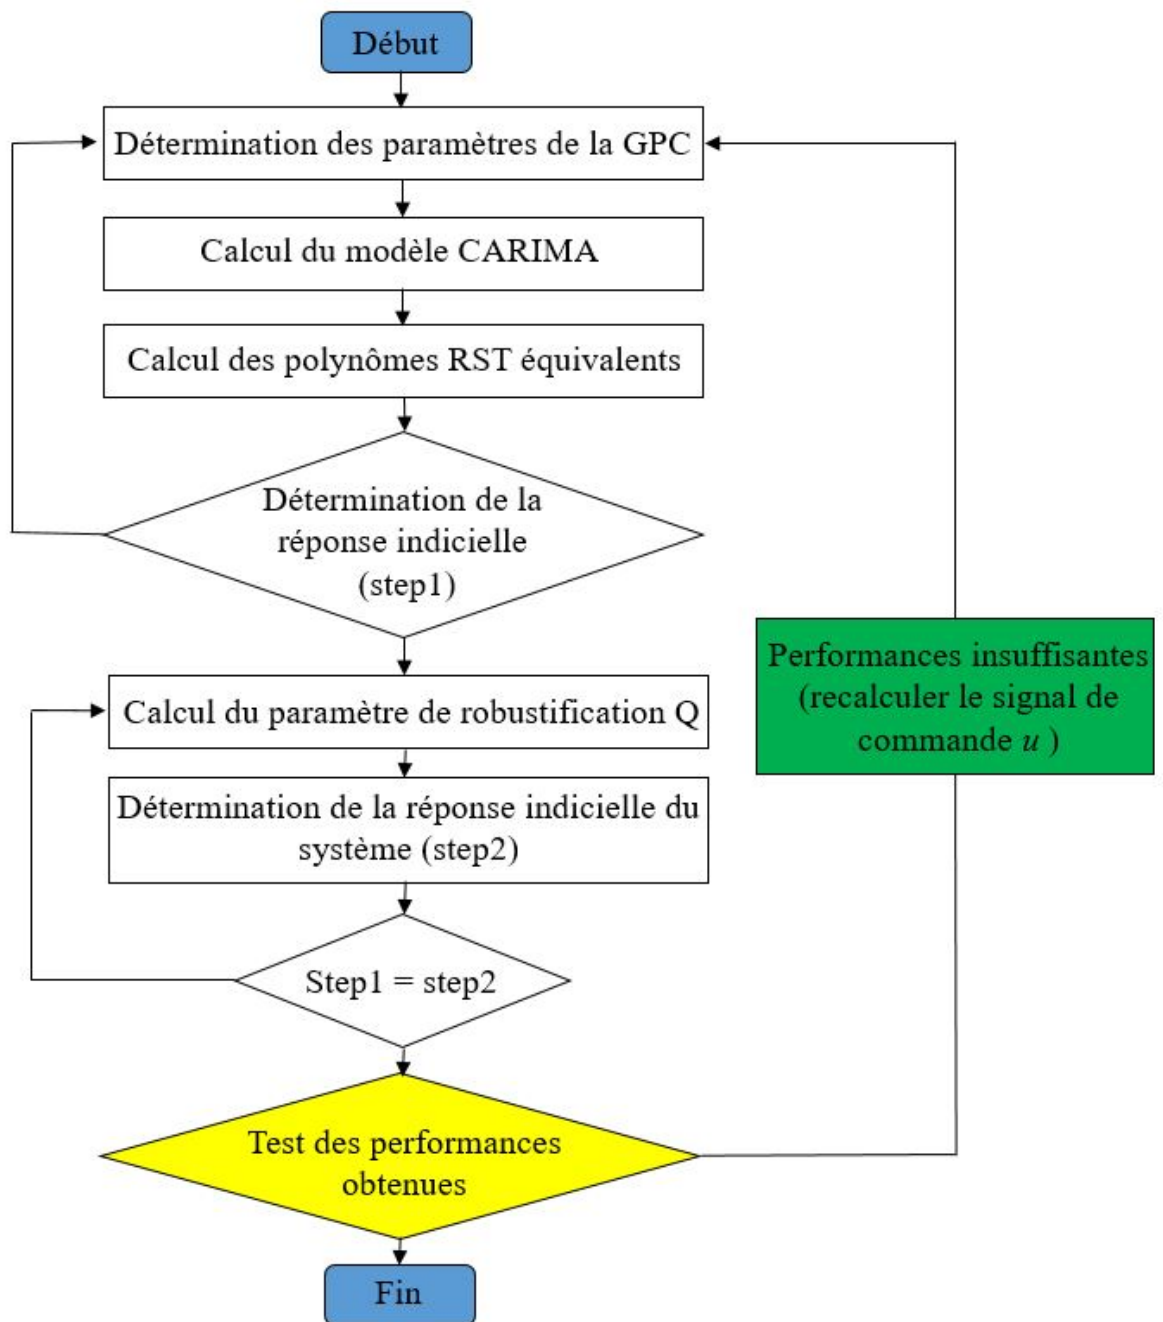 Début
Détermination des paramètres de la GPC
Calcul du modèle CARIMA
Calcul des polynômes RST équivalents
Détermination de la
réponse indicielle
(step1)
Performances insuffisantes
(recalculer le signal de
commande u )
Calcul du paramètre de robustification Q
Détermination de la réponse indicielle du
système (step2)
Step1 = step2
Test des performances
obtenues
Fin